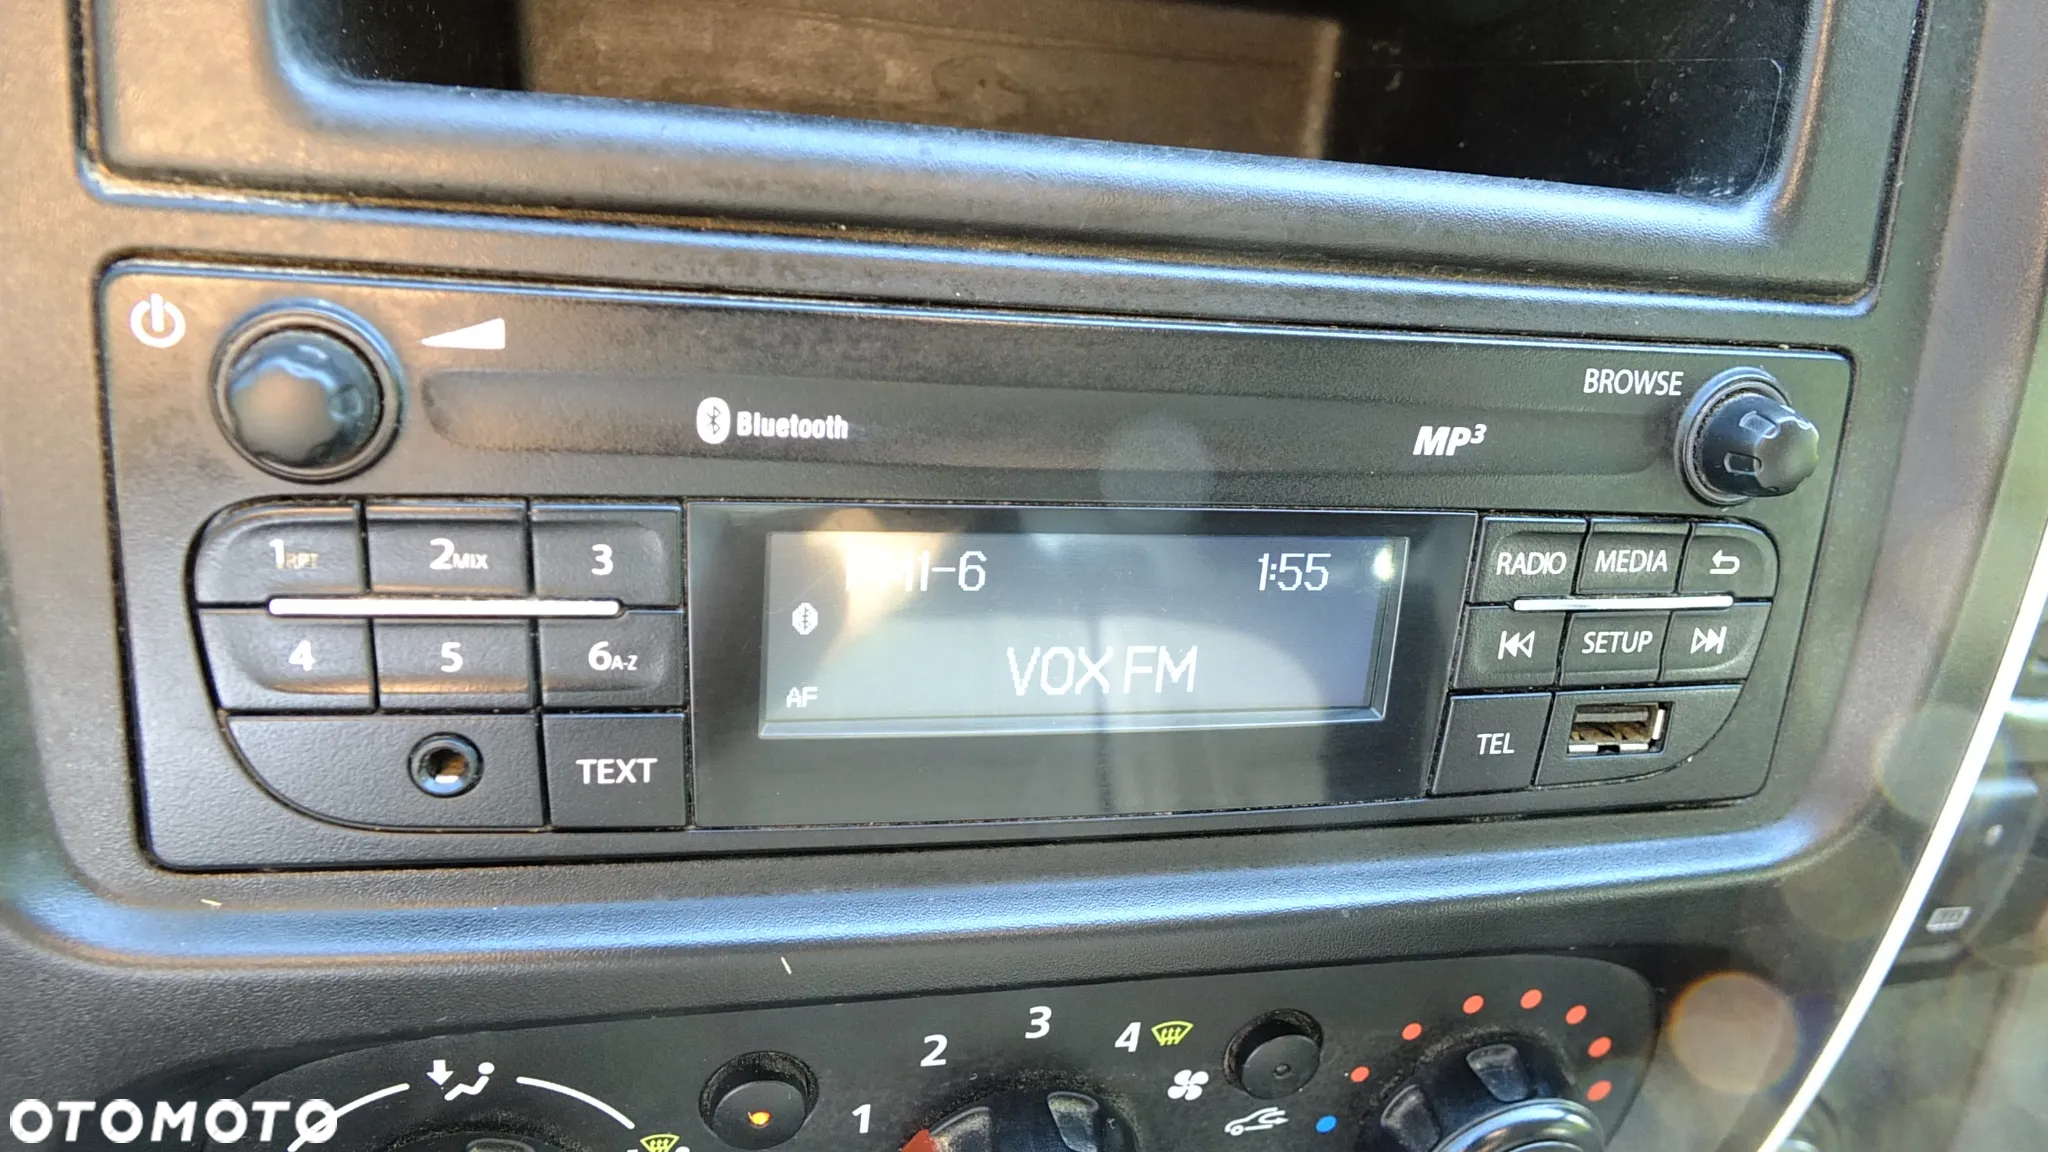 BROWSE
Bluetooth
MP3
1RPT 2MIX 3
-6 1:55
RADIO MEDIA
4 5 6A-Z
VOX FM
SETUP
AF
TEXT
TEL
1 2 3 4
OTOMOTO